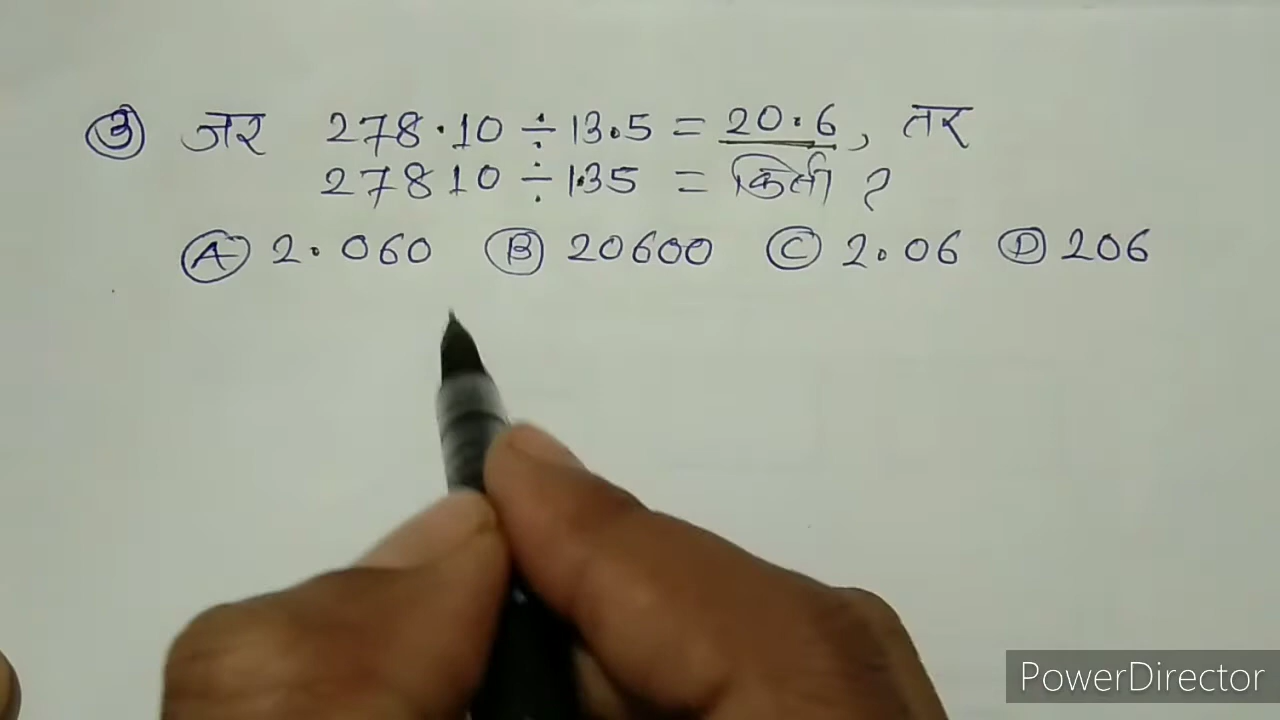 ③ जर 278.10 ÷ 13.5 = 20.6, तर
27810 ÷ 1.35 = किती ?
Ⓐ 2.060 Ⓑ 20600 Ⓒ 2.06 Ⓓ 206
PowerDirector